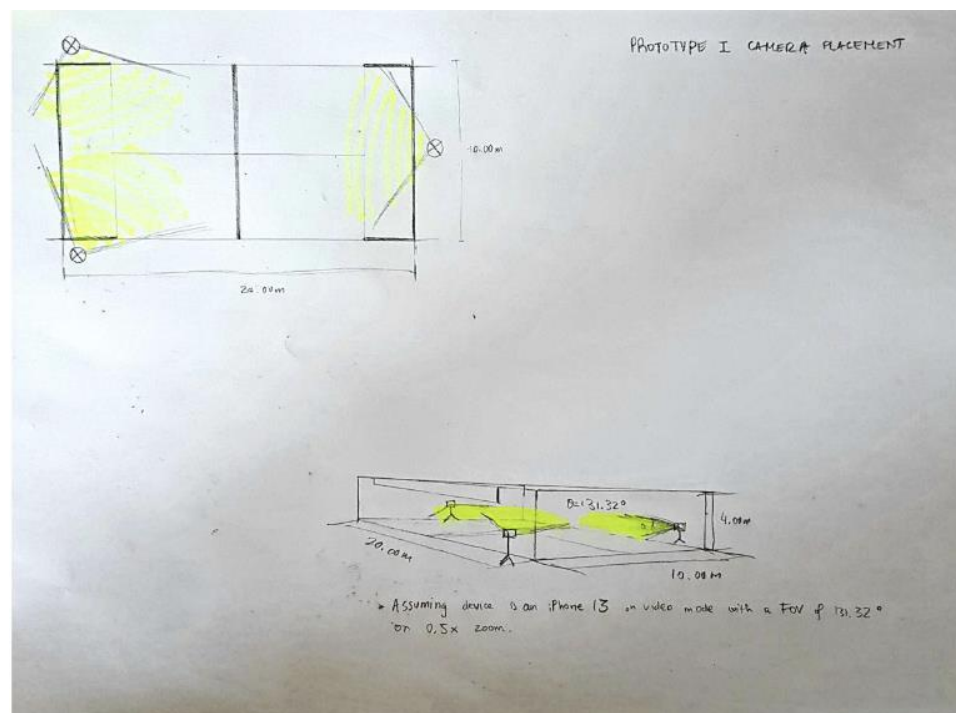 PROTOTYPE I CAMERA PLACEMENT
10.00m
20.00m
θ=131.32°
4.00m
20.00m
10.00m
* Assuming device is an iPhone 13 on video mode with a FOV of 131.32°
on 0.5x zoom.